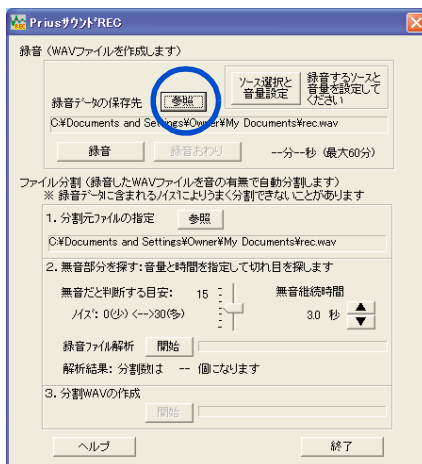 PriusサウンドREC
録音 (WAVファイルを作成します)
録音データの保存先 参照
ソース選択と
音量設定
録音するソースと
音量を設定して
ください
C:¥Documents and Settings¥Owner¥My Documents¥rec.wav
録音 録音おわり --分--秒 (最大60分)
ファイル分割 (録音したWAVファイルを音の有無で自動分割します)
※ 録音データに含まれるノイズによりうまく分割できないことがあります
1. 分割元ファイルの指定 参照
C:¥Documents and Settings¥Owner¥My Documents¥rec.wav
2. 無音部分を探す:音量と時間を指定して切れ目を探します
無音だと判断する目安: 15 無音継続時間
ノイズ: 0(少) <-->30(多) 3.0 秒
録音ファイル解析 開始
解析結果: 分割数は -- 個になります
3. 分割WAVの作成
開始
ヘルプ 終了